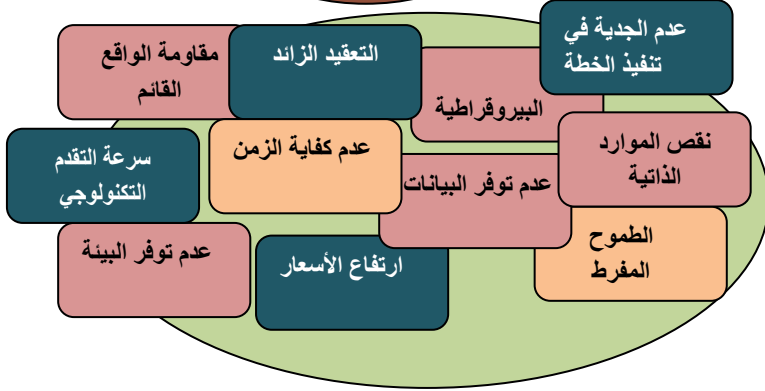 عدم الجدية في
تنفيذ الخطة
البيروقراطية
التعقيد الزائد
مقاومة الواقع
القائم
نقص الموارد
الذاتية
عدم توفر البيانات
عدم كفاية الزمن
سرعة التقدم
التكنولوجي
الطموح
المفرط
ارتفاع الأسعار
عدم توفر البيئة